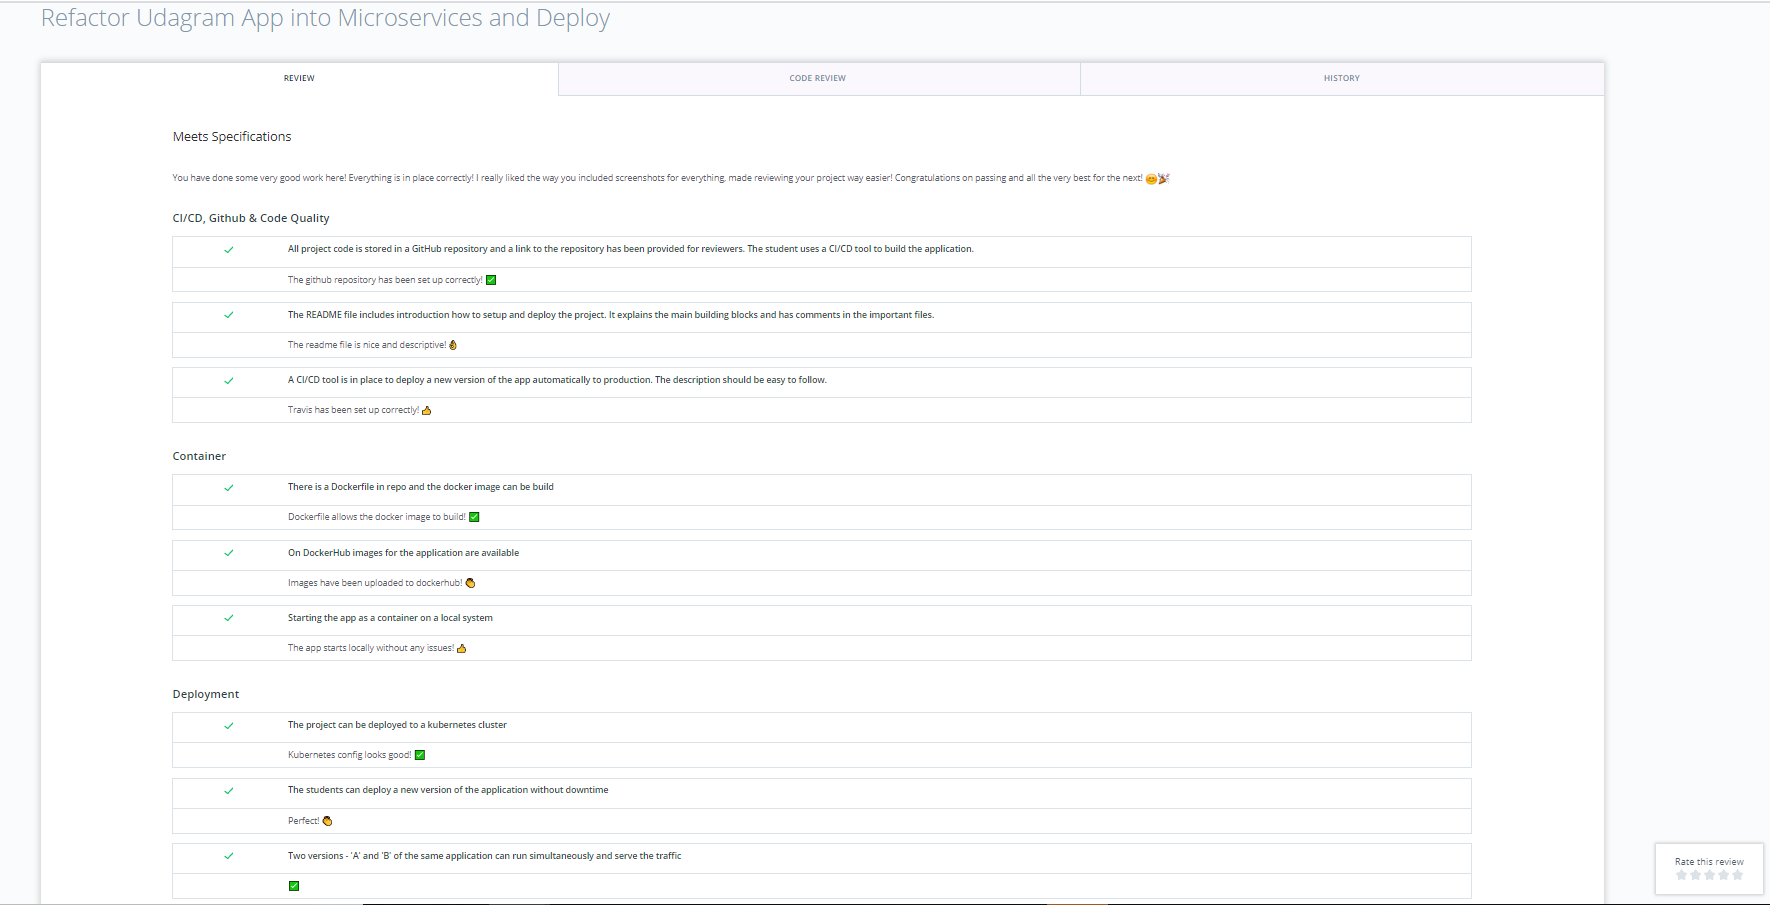 Refactor Udagram App into Microservices and Deploy
REVIEW
CODE REVIEW
HISTORY
Meets Specifications
You have done some very good work here! Everything is in place correctly! I really liked the way you included screenshots for everything, made reviewing your project way easier! Congratulations on passing and all the very best for the next! 😊🎉
CI/CD, Github & Code Quality
All project code is stored in a GitHub repository and a link to the repository has been provided for reviewers. The student uses a CI/CD tool to build the application.
The github repository has been set up correctly! ✅
The README file includes introduction how to setup and deploy the project. It explains the main building blocks and has comments in the important files.
The readme file is nice and descriptive! 👌
A CI/CD tool is in place to deploy a new version of the app automatically to production. The description should be easy to follow.
Travis has been set up correctly! 👍
Container
There is a Dockerfile in repo and the docker image can be build
Dockerfile allows the docker image to build! ✅
On DockerHub images for the application are available
Images have been uploaded to dockerhub! 👏
Starting the app as a container on a local system
The app starts locally without any issues! 👍
Deployment
The project can be deployed to a kubernetes cluster
Kubernetes config looks good! ✅
The students can deploy a new version of the application without downtime
Perfect! 👏
Two versions - 'A' and 'B' of the same application can run simultaneously and serve the traffic
✅
Rate this review